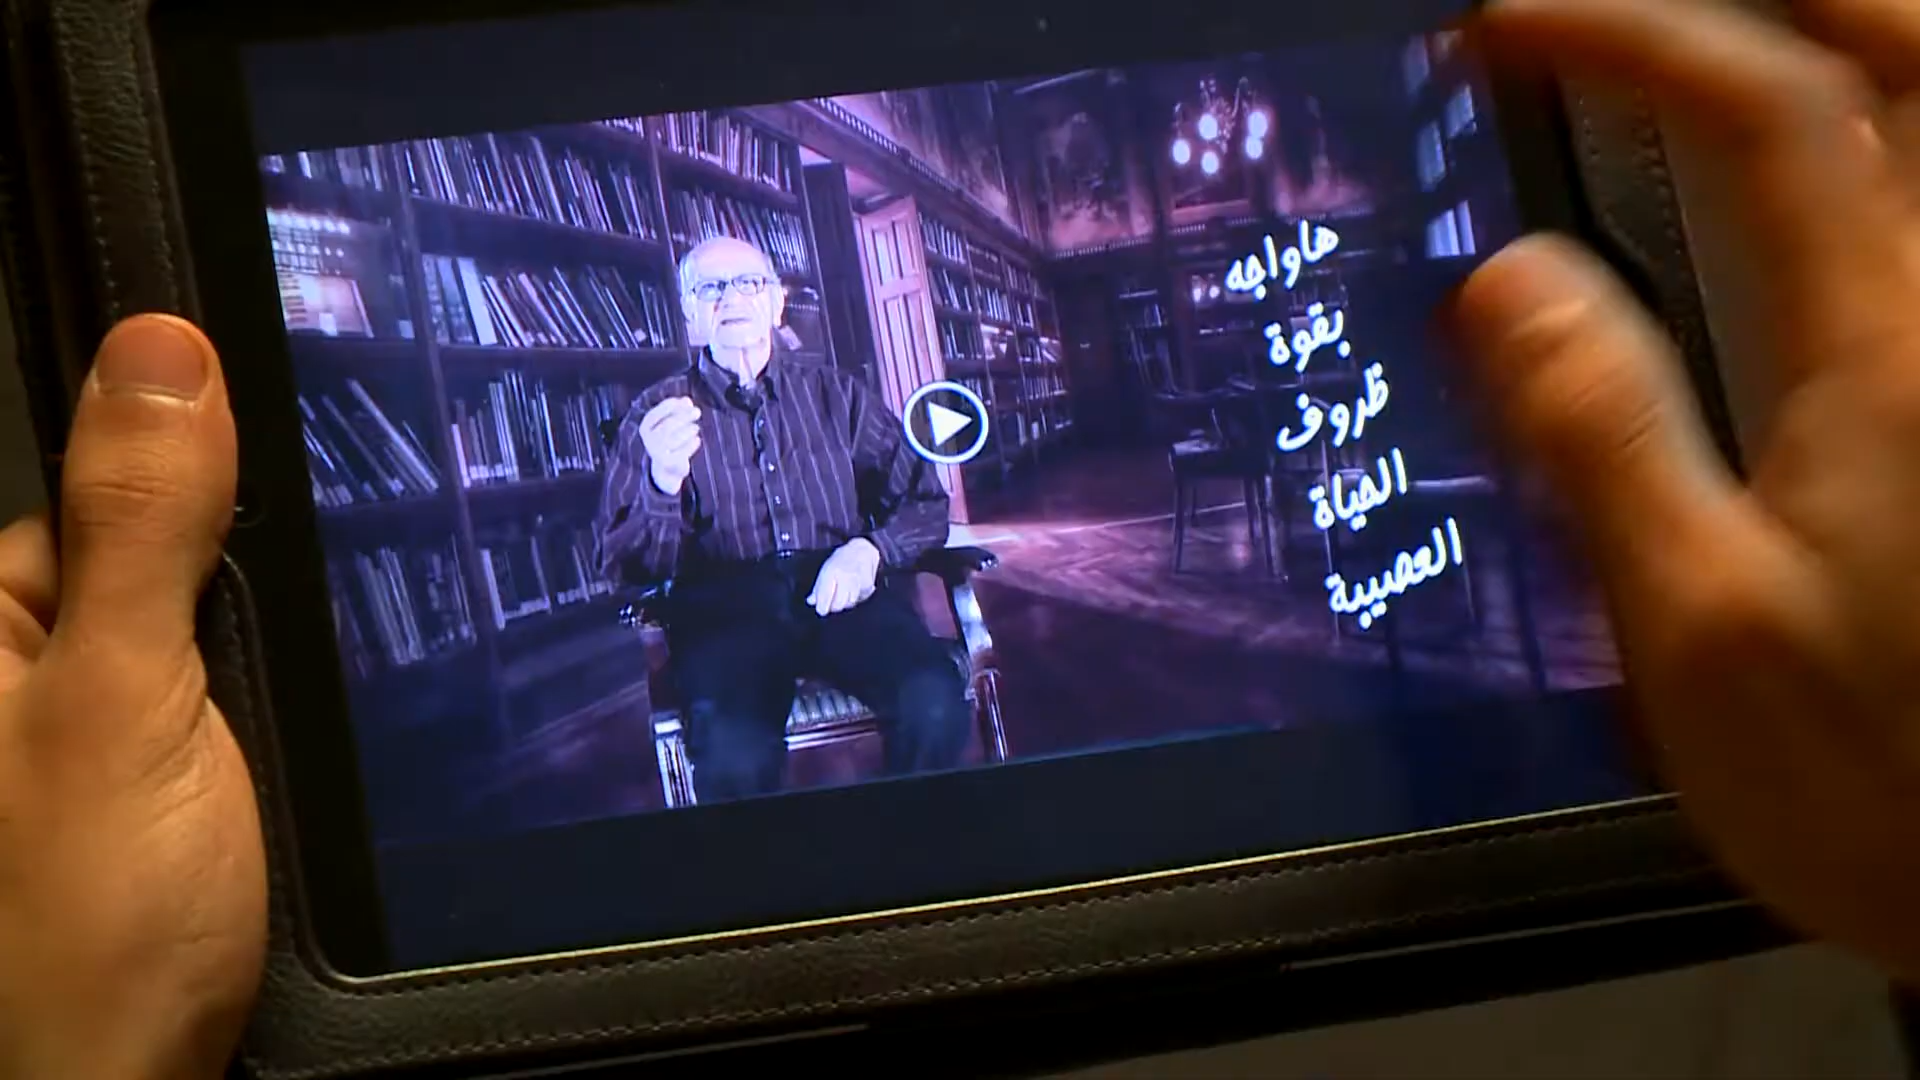 هاواجه
بقوة
ظروف
الحياة
العصيبة